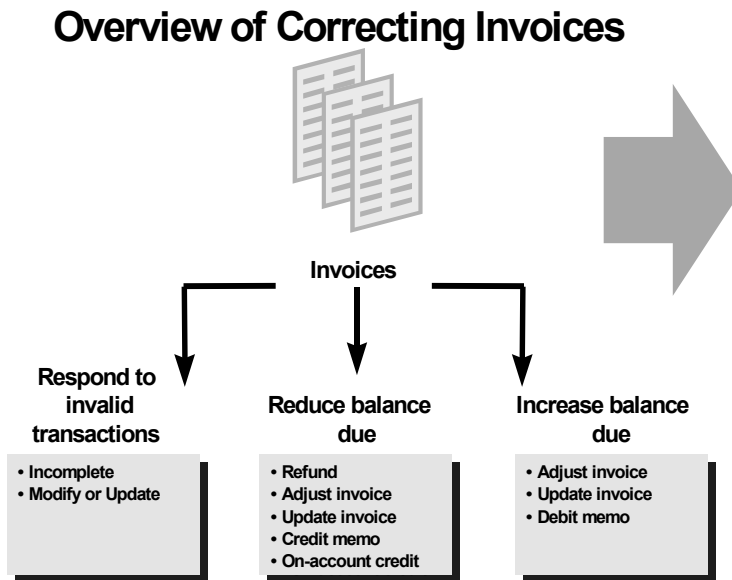 Overview of Correcting Invoices
Invoices
Respond to
invalid
transactions
• Incomplete
• Modify or Update
Reduce balance
due
• Refund
• Adjust invoice
• Update invoice
• Credit memo
• On-account credit
Increase balance
due
• Adjust invoice
• Update invoice
• Debit memo